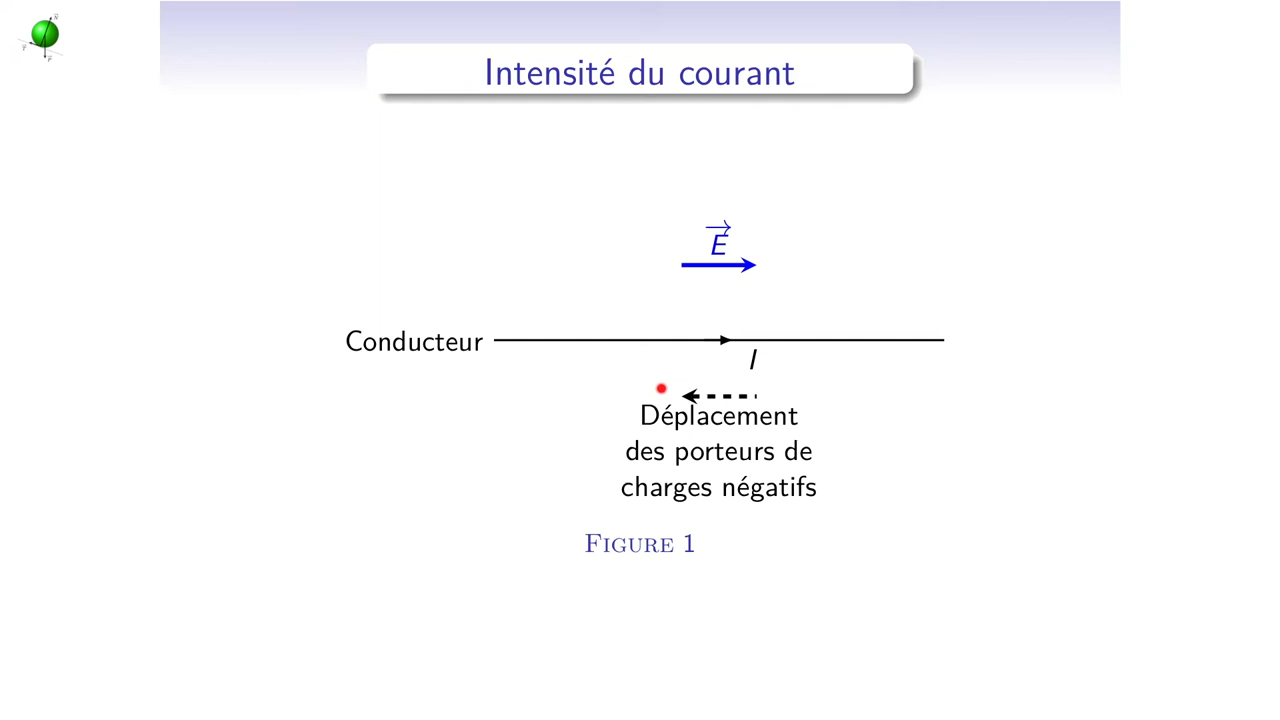 Intensité du courant
E
Conducteur
I
Déplacement
des porteurs de
charges négatifs
Figure 1